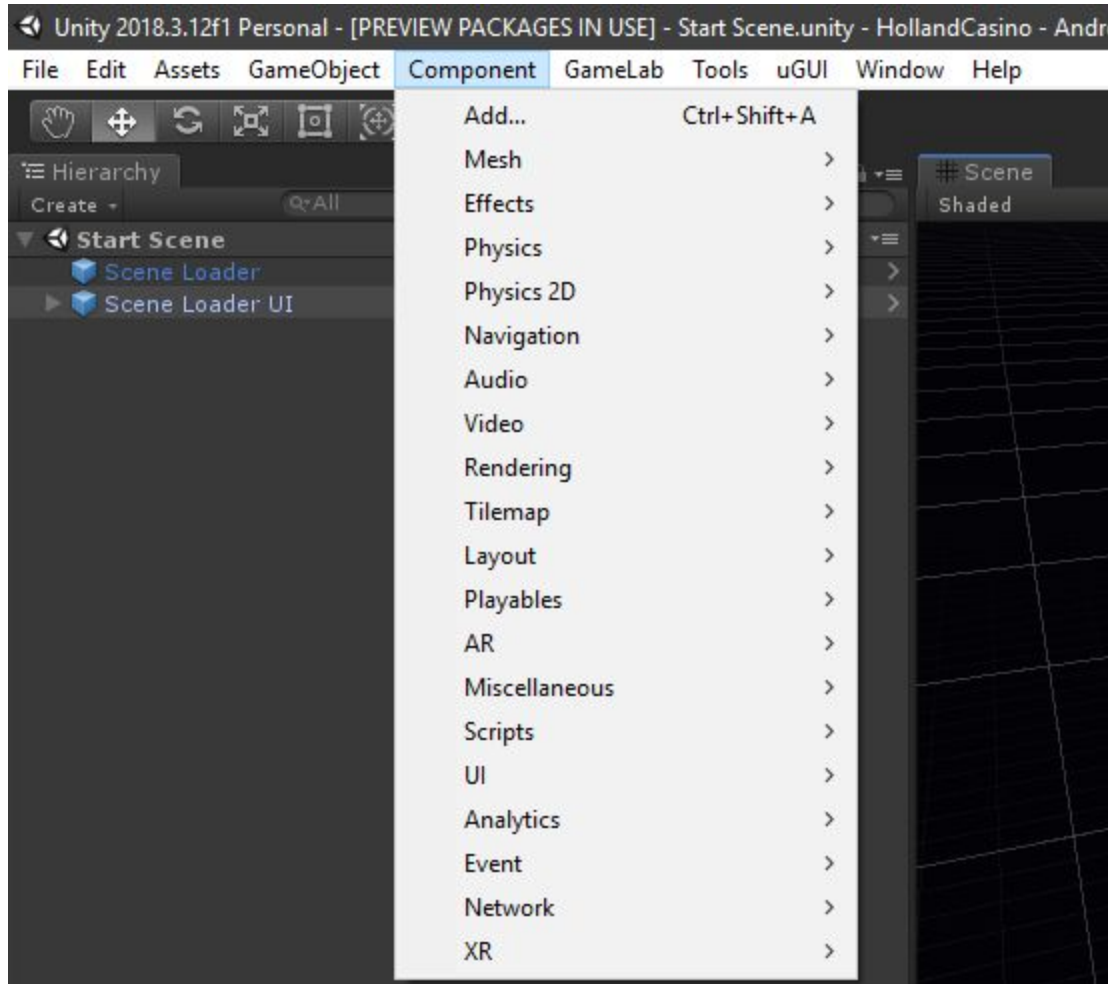 Unity 2018.3.12f1 Personal - [PREVIEW PACKAGES IN USE] - Start Scene.unity - HollandCasino - Andr
File Edit Assets GameObject Component GameLab Tools uGUI Window Help
Add... Ctrl+Shift+A
Mesh
Effects
Physics
Physics 2D
Navigation
Audio
Video
Rendering
Tilemap
Layout
Playables
AR
Miscellaneous
Scripts
UI
Analytics
Event
Network
XR
Hierarchy
Create All
Start Scene
Scene Loader
Scene Loader UI
Scene
Shaded